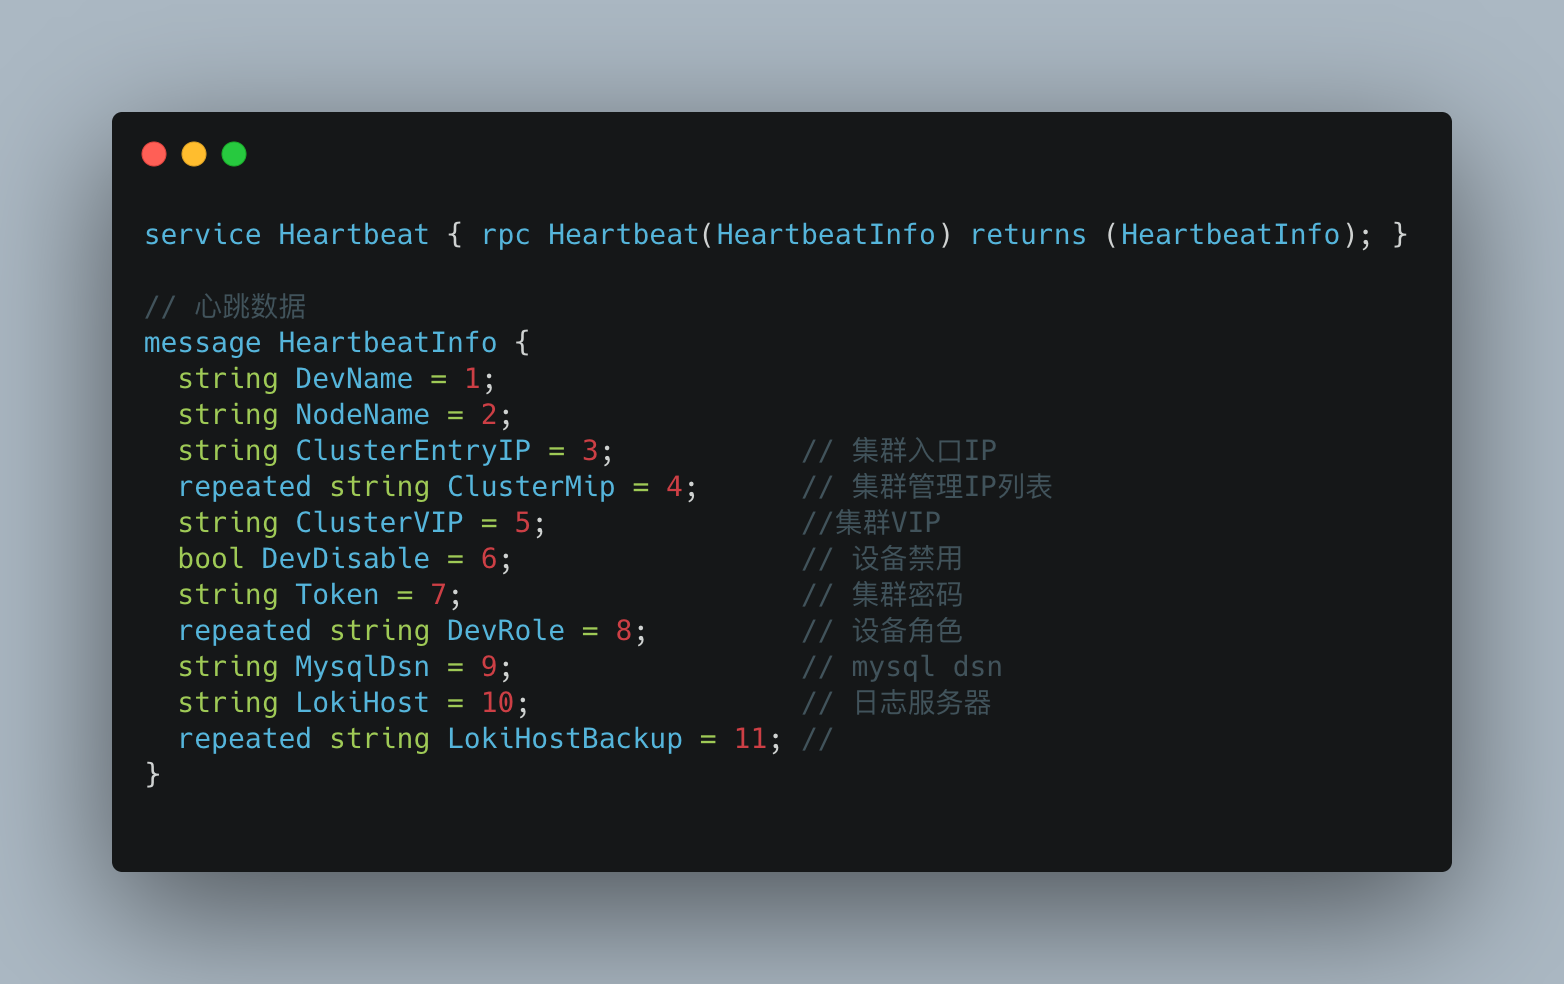 service Heartbeat { rpc Heartbeat(HeartbeatInfo) returns (HeartbeatInfo); }
// 心跳数据
message HeartbeatInfo {
  string DevName = 1;
  string NodeName = 2;
  string ClusterEntryIP = 3;           // 集群入口IP
  repeated string ClusterMip = 4;      // 集群管理IP列表
  string ClusterVIP = 5;               //集群VIP
  bool DevDisable = 6;                 // 设备禁用
  string Token = 7;                    // 集群密码
  repeated string DevRole = 8;         // 设备角色
  string MysqlDsn = 9;                 // mysql dsn
  string LokiHost = 10;                // 日志服务器
  repeated string LokiHostBackup = 11; //
}